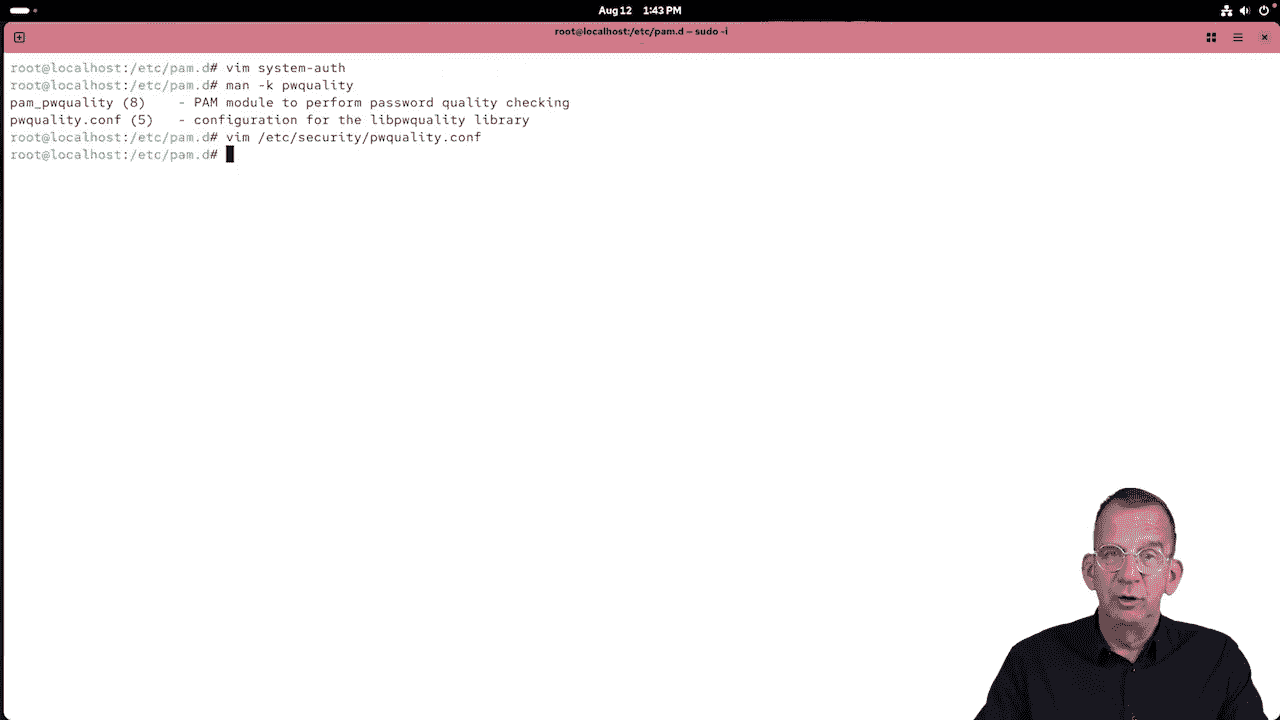 Aug 12 1:43 PM
root@localhost:/etc/pam.d — sudo -i
root@localhost:/etc/pam.d# vim system-auth
root@localhost:/etc/pam.d# man -k pwquality
pam_pwquality (8)    - PAM module to perform password quality checking
pwquality.conf (5)   - configuration for the libpwquality library
root@localhost:/etc/pam.d# vim /etc/security/pwquality.conf
root@localhost:/etc/pam.d#